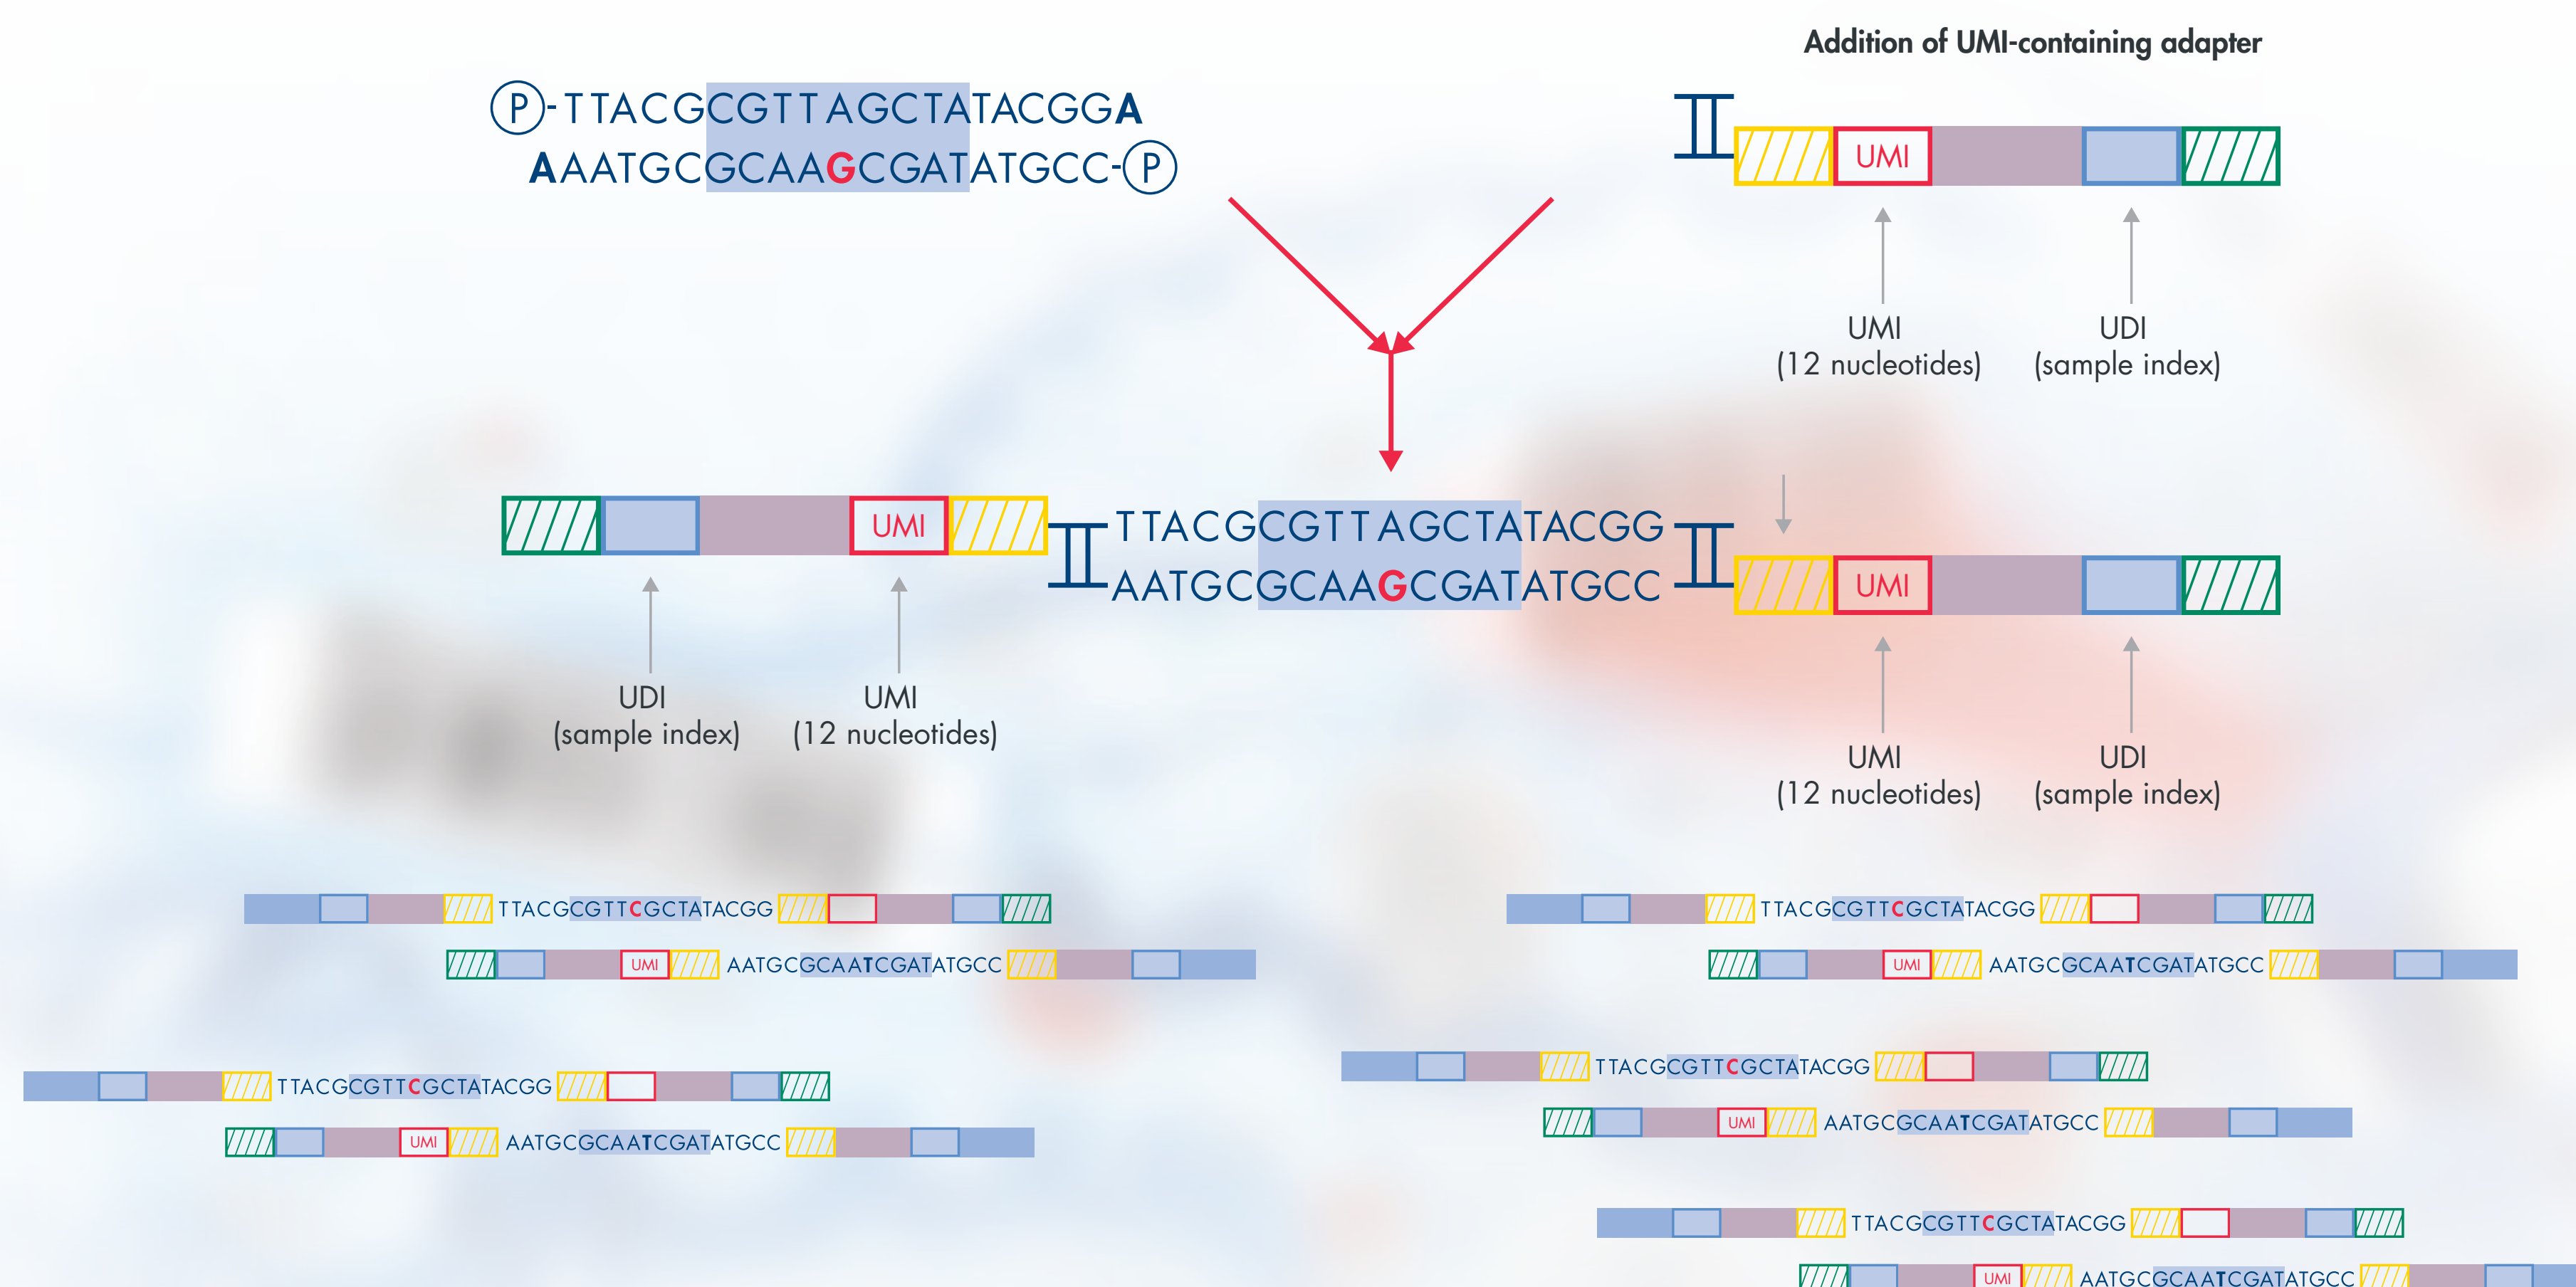 Addition of UMI-containing adapter
P-TTACGCGTTAGCTATACGGA
AAATGCGCAAGCGATATGCC-P
UMI
UMI
(12 nucleotides)
UDI
(sample index)
UMI
TTACGCGTTAGCTATACGG
AATGCGCAAGCGATATGCC
UMI
UDI
(sample index)
UMI
(12 nucleotides)
UMI
(12 nucleotides)
UDI
(sample index)
TTACGCGTTCGCTATACGG
UMI AATGCGCAATCGATATGCC
TTACGCGTTCGCTATACGG
UMI AATGCGCAATCGATATGCC
TTACGCGTTCGCTATACGG
UMI AATGCGCAATCGATATGCC
TTACGCGTTCGCTATACGG
UMI AATGCGCAATCGATATGCC
TTACGCGTTCGCTATACGG
UMI AATGCGCAATCGATATGCC